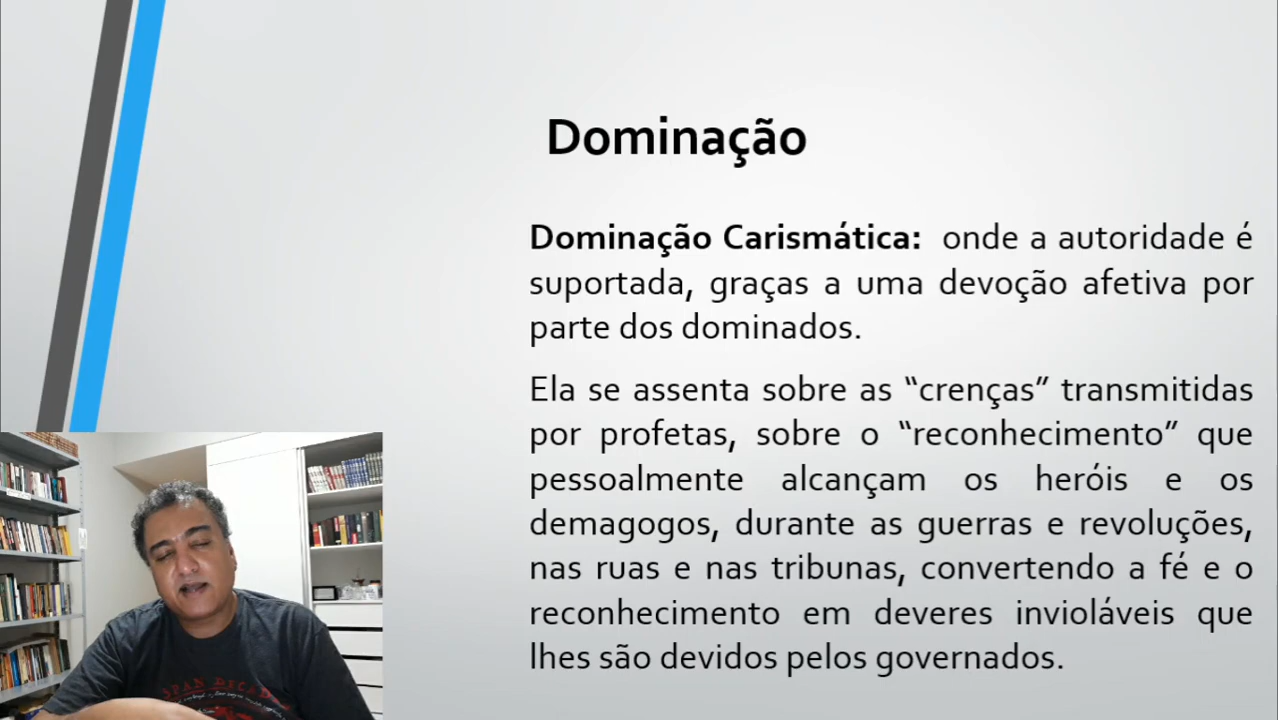 Dominação
Dominação Carismática: onde a autoridade é
suportada, graças a uma devoção afetiva por
parte dos dominados.
Ela se assenta sobre as “crenças” transmitidas
por profetas, sobre o “reconhecimento” que
pessoalmente alcançam os heróis e os
demagogos, durante as guerras e revoluções,
nas ruas e nas tribunas, convertendo a fé e o
reconhecimento em deveres invioláveis que
lhes são devidos pelos governados.